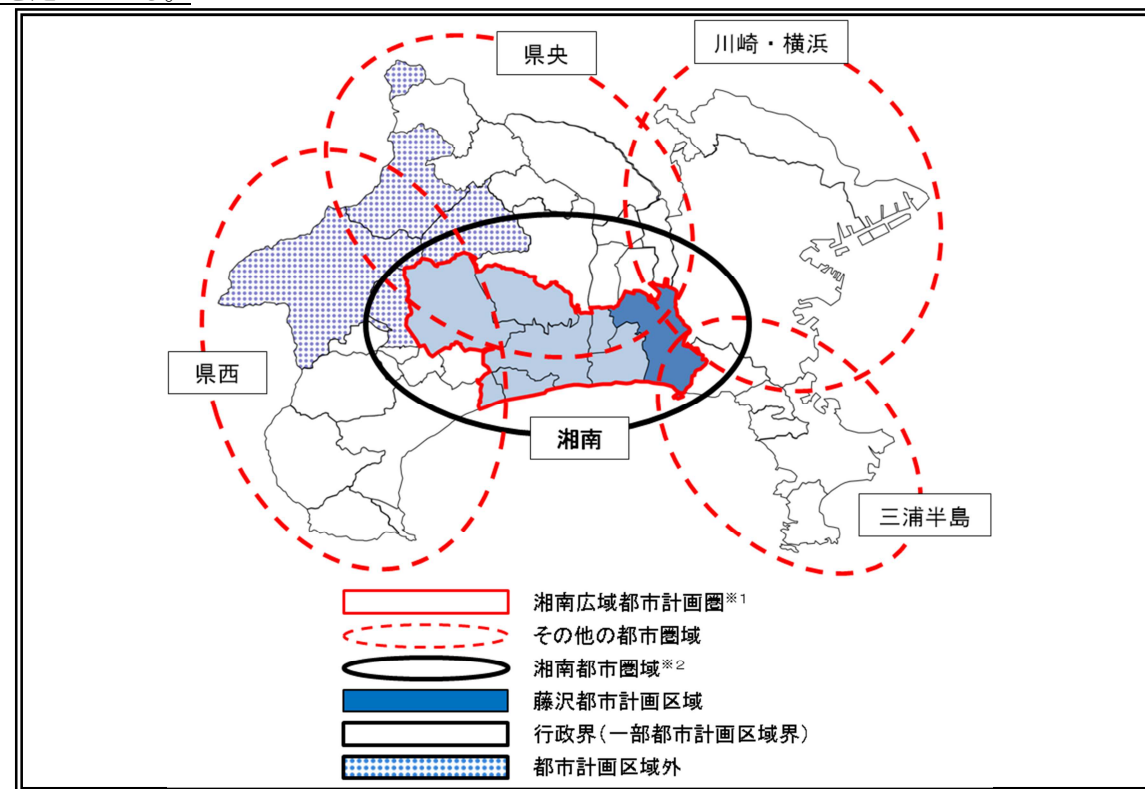 県央
川崎・横浜
県西
湘南
三浦半島
湘南広域都市計画圏※1
その他の都市圏域
湘南都市圏域※2
藤沢都市計画区域
行政界(一部都市計画区域界)
都市計画区域外